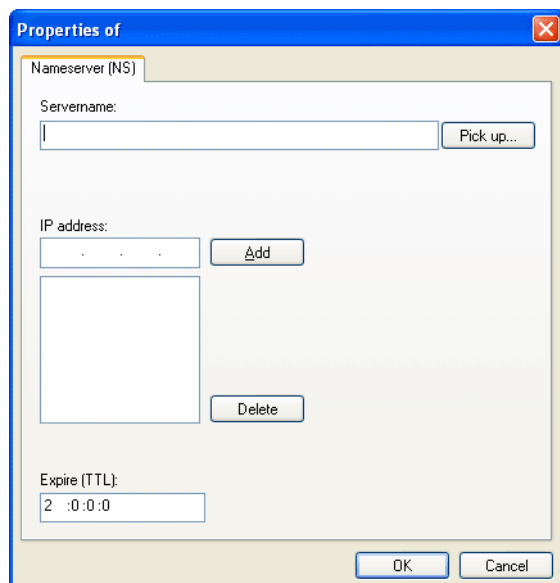 Properties of
Nameserver (NS)
Servername:
Pick up...
IP address:
. . .
Add
Delete
Expire (TTL):
2 :0:0:0
OK Cancel